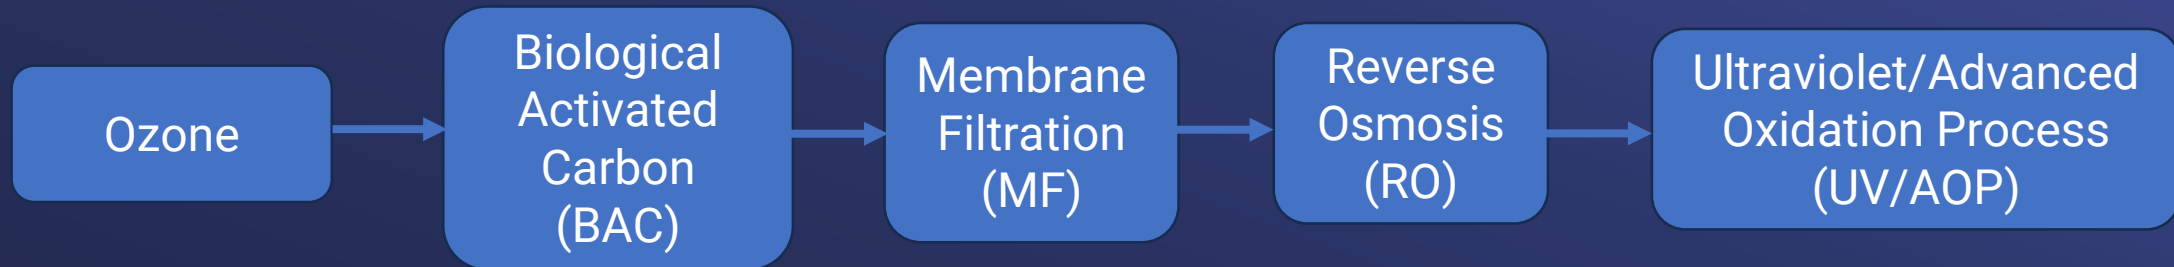 Ozone
Biological
Activated
Carbon
(BAC)
Membrane
Filtration
(MF)
Reverse
Osmosis
(RO)
Ultraviolet/Advanced
Oxidation Process
(UV/AOP)